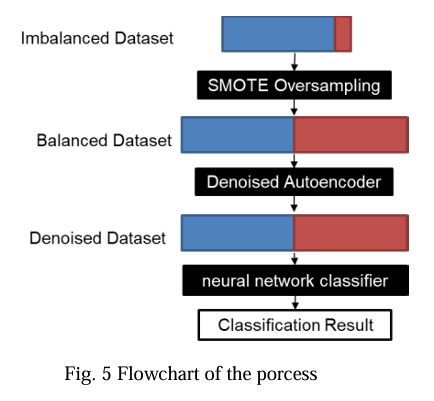 Imbalanced Dataset
SMOTE Oversampling
Balanced Dataset
Denoised Autoencoder
Denoised Dataset
neural network classifier
Classification Result
Fig. 5 Flowchart of the porcess